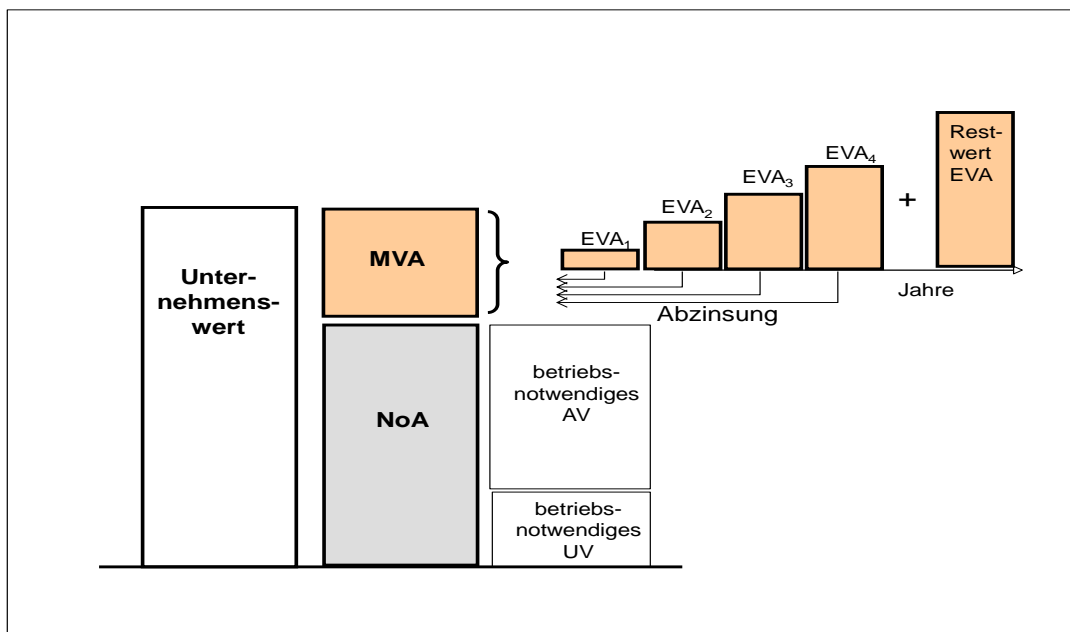 Unter-
nehmens-
wert
MVA
NoA
betriebs-
notwendiges
AV
betriebs-
notwendiges
UV
EVA₁
EVA₂
EVA₃
EVA₄
+
Rest-
wert
EVA
Jahre
Abzinsung